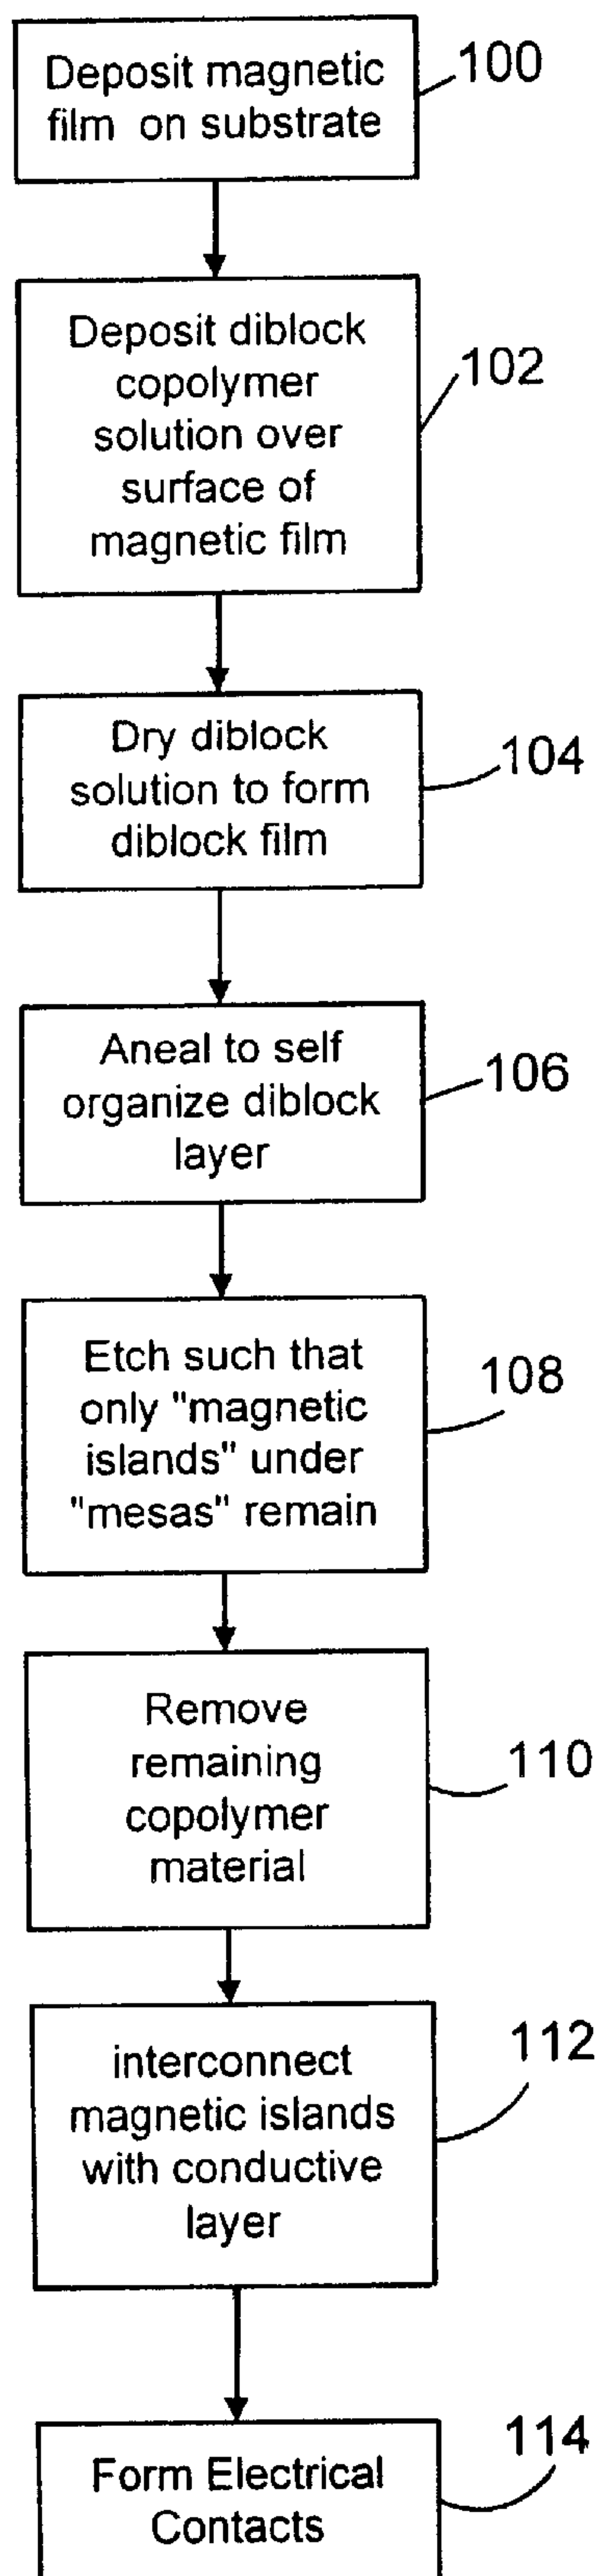 Deposit magnetic
film on substrate
100
Deposit diblock
copolymer
solution over
surface of
magnetic film
102
Dry diblock
solution to form
diblock film
104
Aneal to self
organize diblock
layer
106
Etch such that
only "magnetic
islands" under
"mesas" remain
108
Remove
remaining
copolymer
material
110
interconnect
magnetic islands
with conductive
layer
112
Form Electrical
Contacts
114